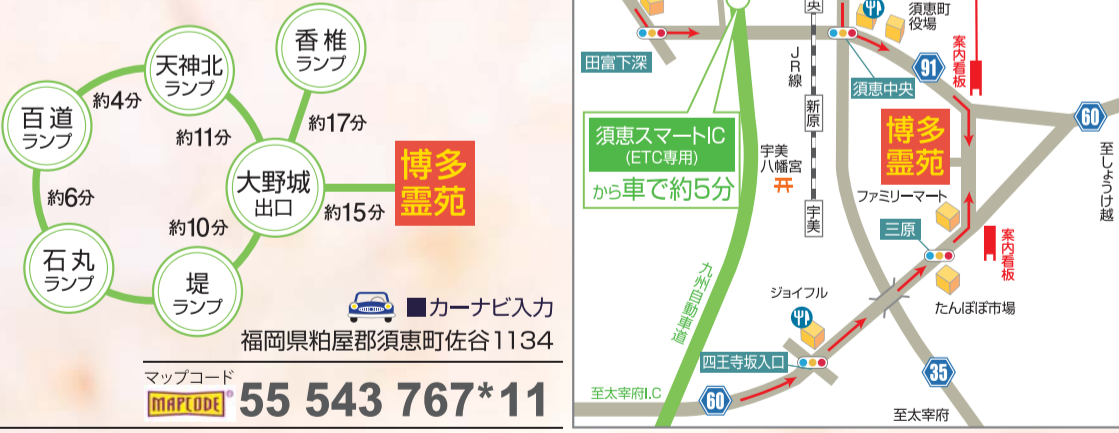 香椎
ランプ
天神北
ランプ
百道
ランプ
約4分
約11分
約17分
大野城
出口
約15分
博多
霊苑
約6分
約10分
石丸
ランプ
堤
ランプ
■カーナビ入力
福岡県粕屋郡須恵町佐谷1134
マップコード
MAPCODE®
55 543 767*11
田富下深
須恵スマートIC
(ETC専用)
から車で約5分
央
JR線
新原
宇美
宇美
八幡宮
須恵町
役場
須恵中央
91
案内看板
60
至しょうけ越
博多
霊苑
ファミリーマート
三原
案内看板
たんぽぽ市場
ジョイフル
九州自動車道
四王寺坂入口
至太宰府I.C
60
35
至太宰府